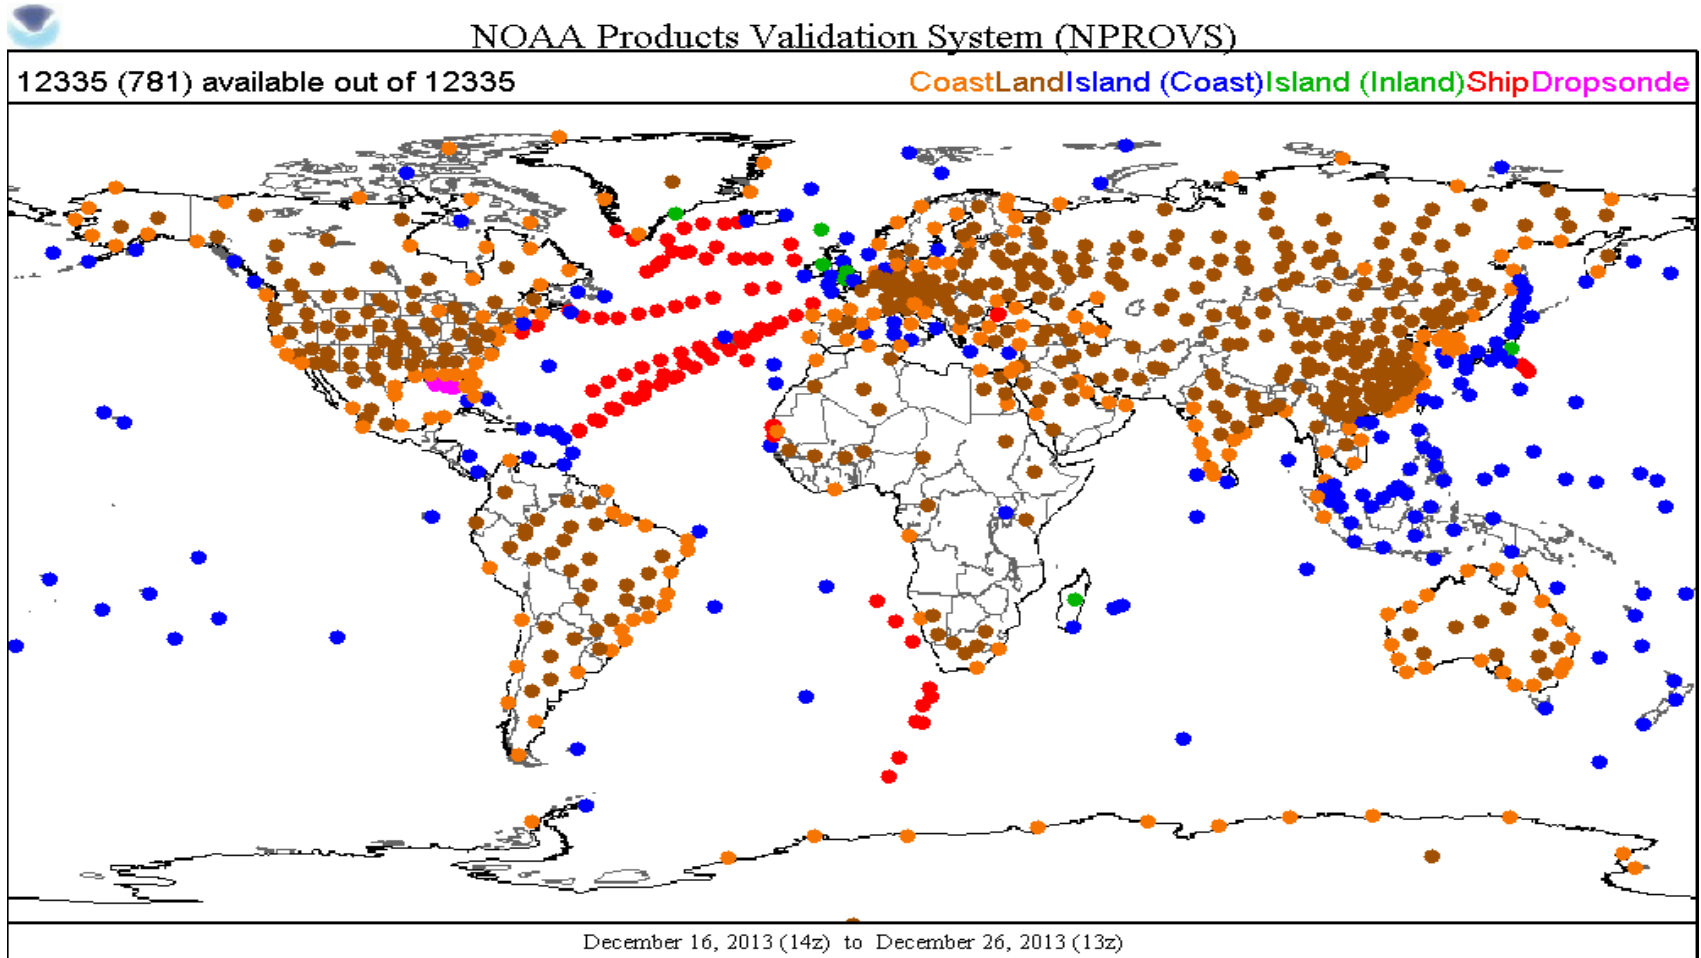 NOAA Products Validation System (NPROVS)
12335 (781) available out of 12335
CoastLandIsland (Coast)Island (Inland)ShipDropsonde
December 16, 2013 (14z) to December 26, 2013 (13z)